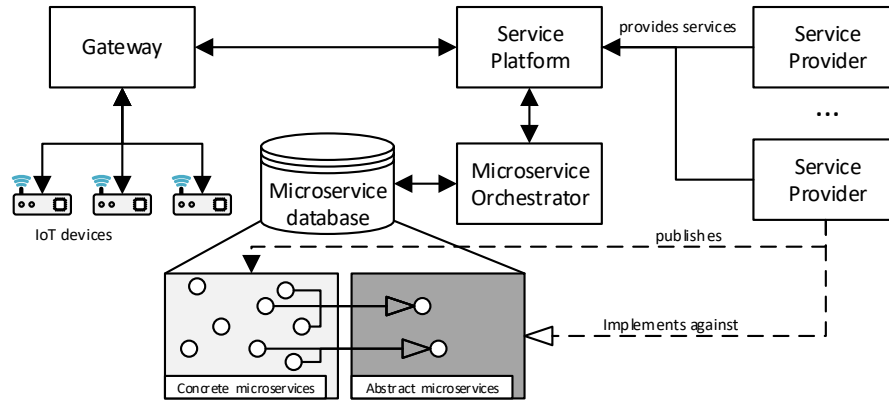 Gateway
Service
Platform
provides services
Service
Provider
...
Service
Provider
Microservice
Orchestrator
Microservice
database
IoT devices
publishes
Implements against
Concrete microservices
Abstract microservices